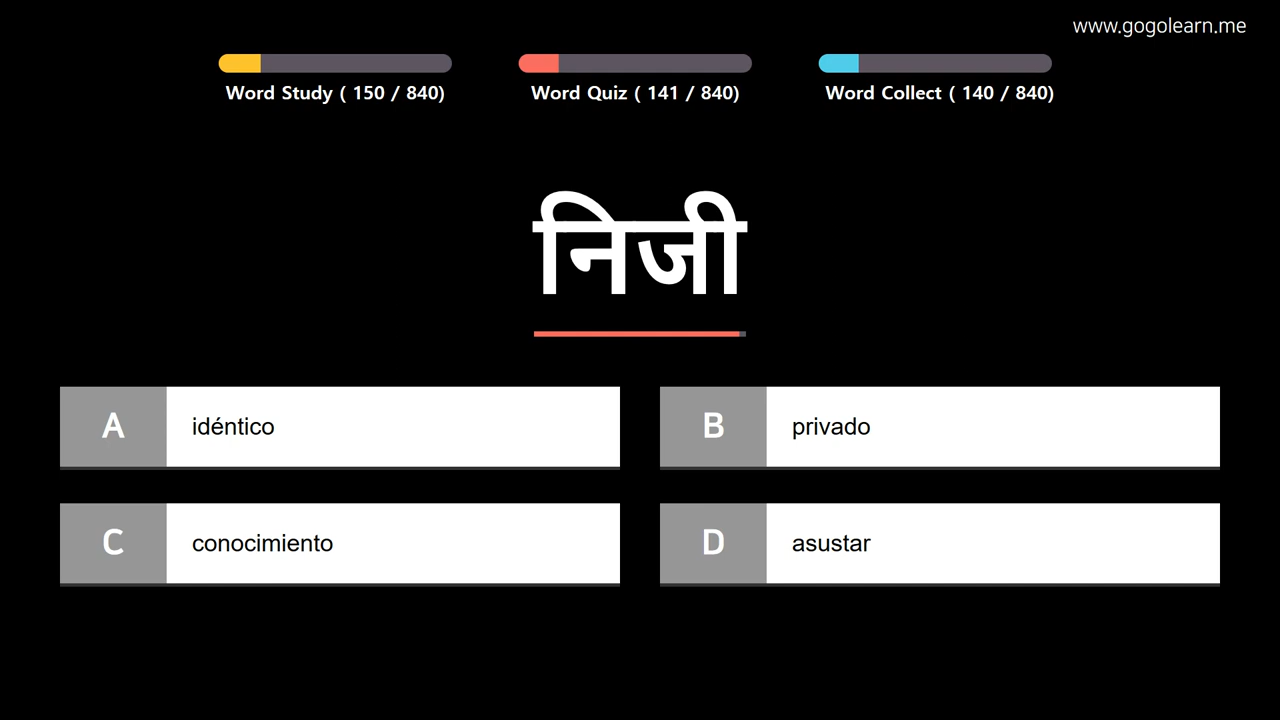 www.gogolearn.me
Word Study ( 150 / 840)
Word Quiz ( 141 / 840)
Word Collect ( 140 / 840)
निजी
A idéntico
B privado
C conocimiento
D asustar